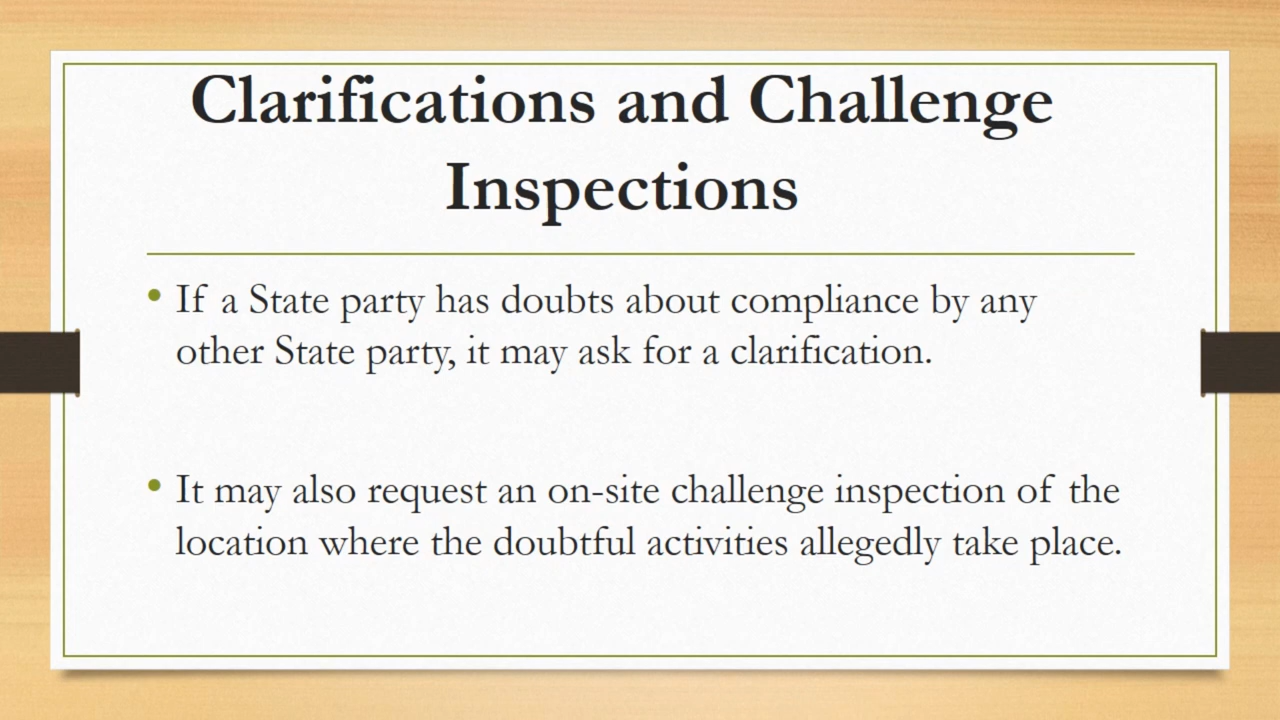 Clarifications and Challenge
Inspections
• If a State party has doubts about compliance by any
other State party, it may ask for a clarification.
• It may also request an on-site challenge inspection of the
location where the doubtful activities allegedly take place.